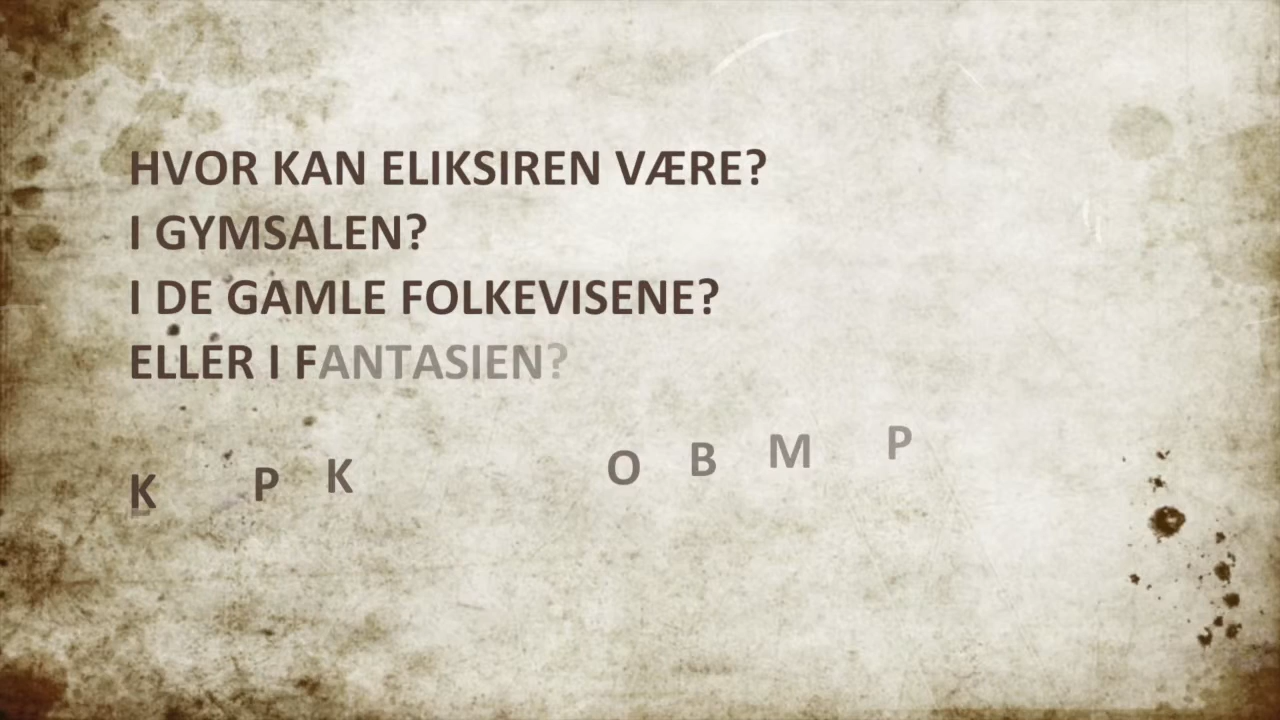 HVOR KAN ELIKSIREN VÆRE?
I GYMSALEN?
I DE GAMLE FOLKEVISENE?
ELLER I FANTASIEN?
K P K O B M P